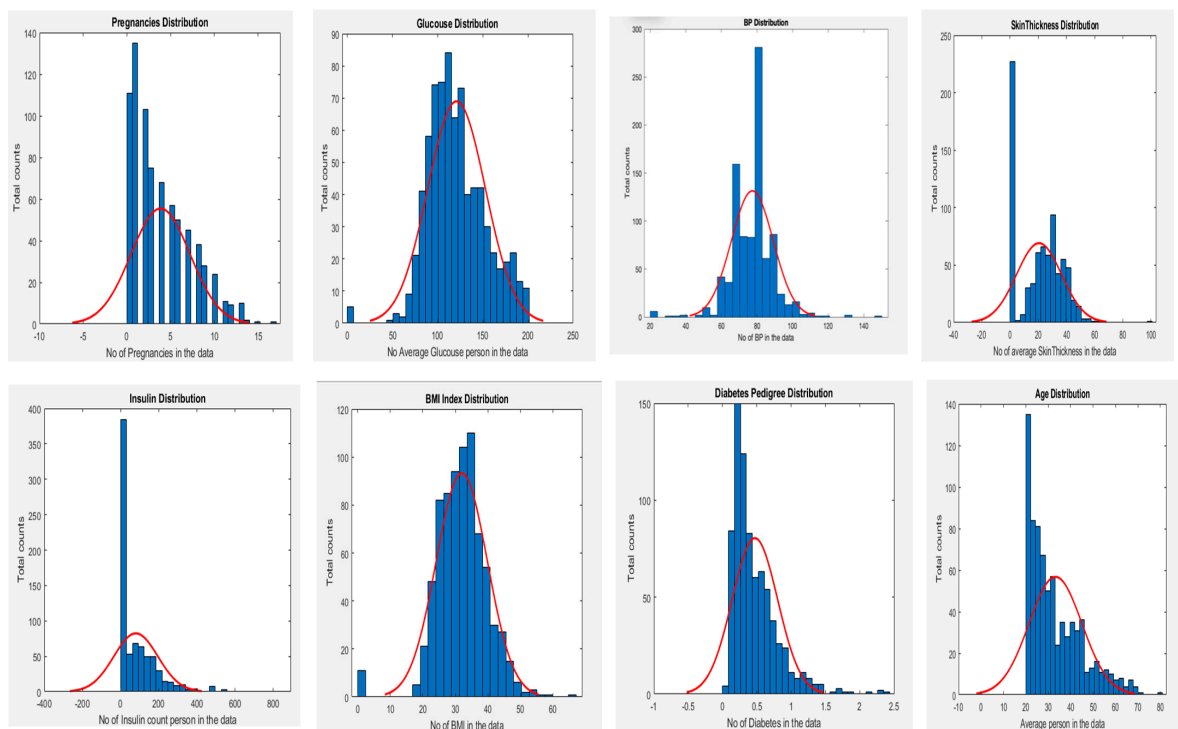 Pregnancies Distribution
140
120
100
80
60
40
20
0
-10 -5 0 5 10 15
Total counts
No of Pregnancies in the data
Glucouse Distribution
90
80
70
60
50
40
30
20
10
0
0 50 100 150 200 250
Total counts
No Average Glucouse person in the data
BP Distribution
300
250
200
150
100
50
0
20 40 60 80 100 120 140
Total counts
No of BP in the data
SkinThickness Distribution
250
200
150
100
50
0
-40 -20 0 20 40 60 80 100
Total counts
No of average SkinThickness in the data
Insulin Distribution
400
350
300
250
200
150
100
50
0
-400 -200 0 200 400 600 800
Total counts
No of Insulin count person in the data
BMI Index Distribution
120
100
80
60
40
20
0
0 10 20 30 40 50 60
Total counts
No of BMI in the data
Diabetes Pedigree Distribution
150
100
50
0
-1 -0.5 0 0.5 1 1.5 2 2.5
Total counts
No of Diabetes in the data
Age Distribution
140
120
100
80
60
40
20
0
-10 0 10 20 30 40 50 60 70 80
Total counts
Average person in the data